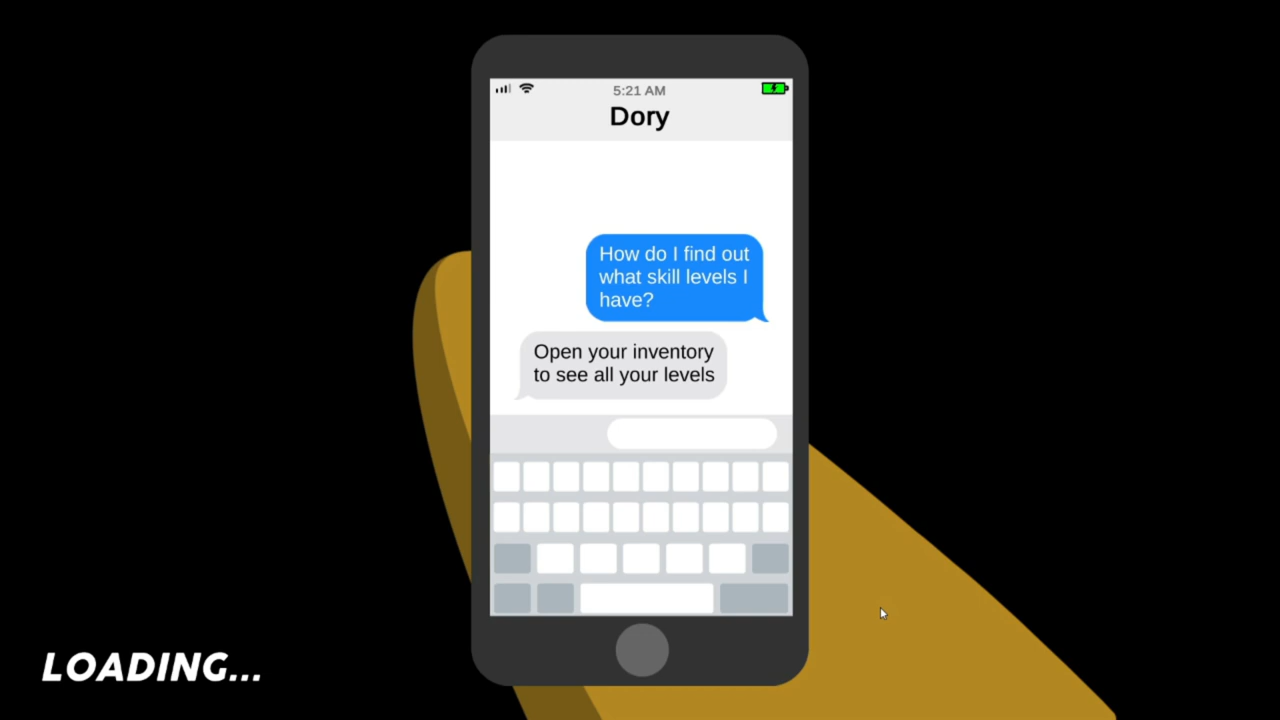 5:21 AM
Dory
How do I find out
what skill levels I
have?
Open your inventory
to see all your levels
LOADING...